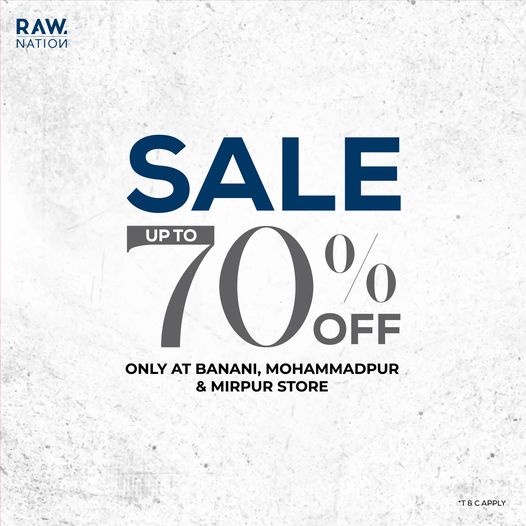 RAW.
NATION
SALE
UP TO
70%
OFF
ONLY AT BANANI, MOHAMMADPUR
& MIRPUR STORE
*T & C APPLY